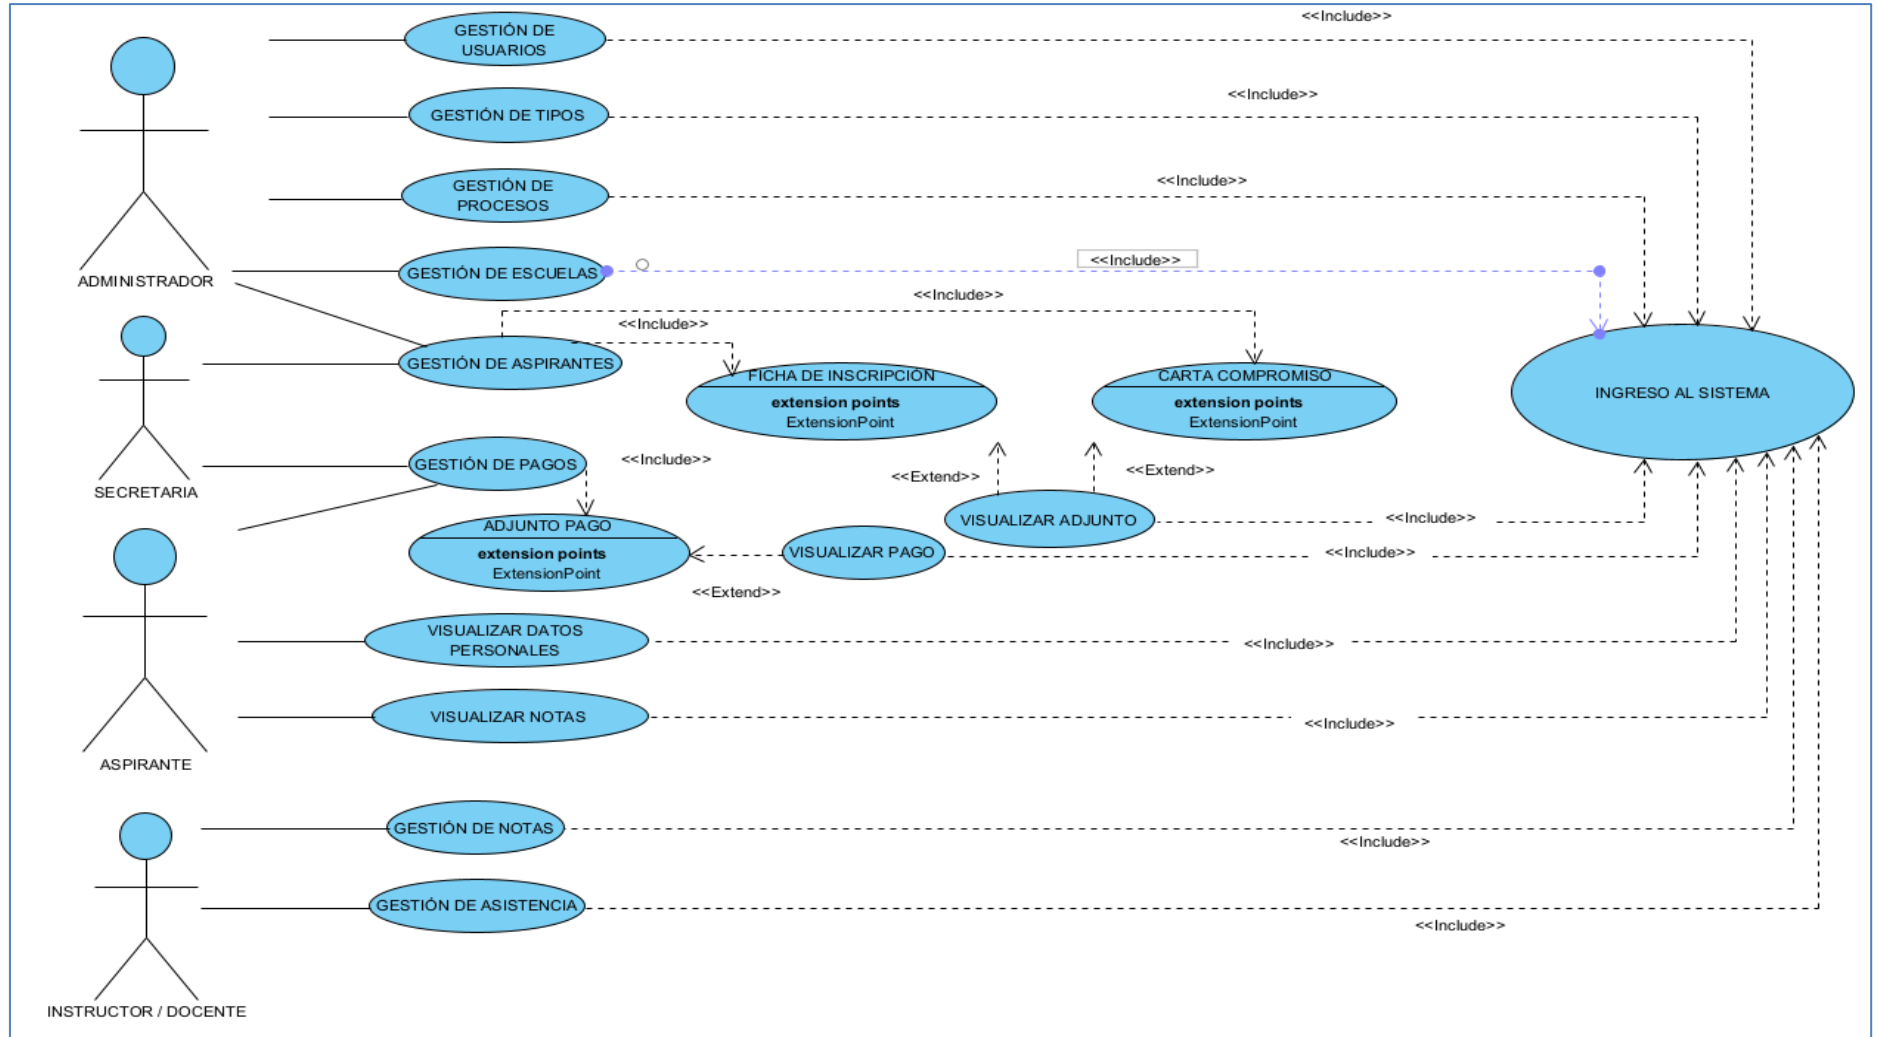 <<Include>>
GESTIÓN DE
USUARIOS
<<Include>>
GESTIÓN DE TIPOS
<<Include>>
GESTIÓN DE
PROCESOS
<<Include>>
GESTIÓN DE ESCUELAS
ADMINISTRADOR
<<Include>>
<<Include>>
GESTIÓN DE ASPIRANTES
FICHA DE INSCRIPCIÓN
extension points
ExtensionPoint
CARTA COMPROMISO
extension points
ExtensionPoint
INGRESO AL SISTEMA
<<Include>>
GESTIÓN DE PAGOS
<<Extend>>
<<Extend>>
SECRETARIA
VISUALIZAR ADJUNTO
<<Include>>
ADJUNTO PAGO
extension points
ExtensionPoint
VISUALIZAR PAGO
<<Include>>
<<Extend>>
VISUALIZAR DATOS
PERSONALES
<<Include>>
VISUALIZAR NOTAS
<<Include>>
ASPIRANTE
GESTIÓN DE NOTAS
<<Include>>
GESTIÓN DE ASISTENCIA
<<Include>>
INSTRUCTOR / DOCENTE